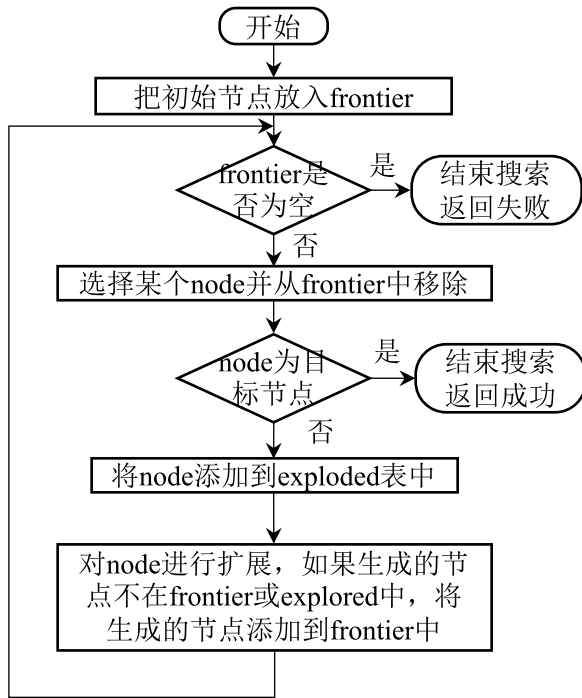 开始
把初始节点放入frontier
frontier是
否为空
是
结束搜索
返回失败
否
选择某个node并从frontier中移除
node为目
标节点
是
结束搜索
返回成功
否
将node添加到exploded表中
对node进行扩展，如果生成的节
点不在frontier或explored中，将
生成的节点添加到frontier中